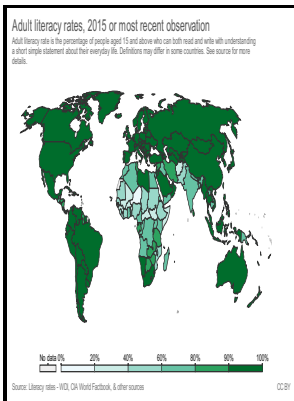 Adult literacy rates, 2015 or most recent observation
Adult literacy rate is the percentage of people aged 15 and above who can both read and write with understanding
a short simple statement about their everyday life. Definitions may differ in some countries. See source for more
details.
No data 0% 20% 40% 60% 80% 90% 100%
Source: Literacy rates - WDI, CIA World Factbook, & other sources CC BY